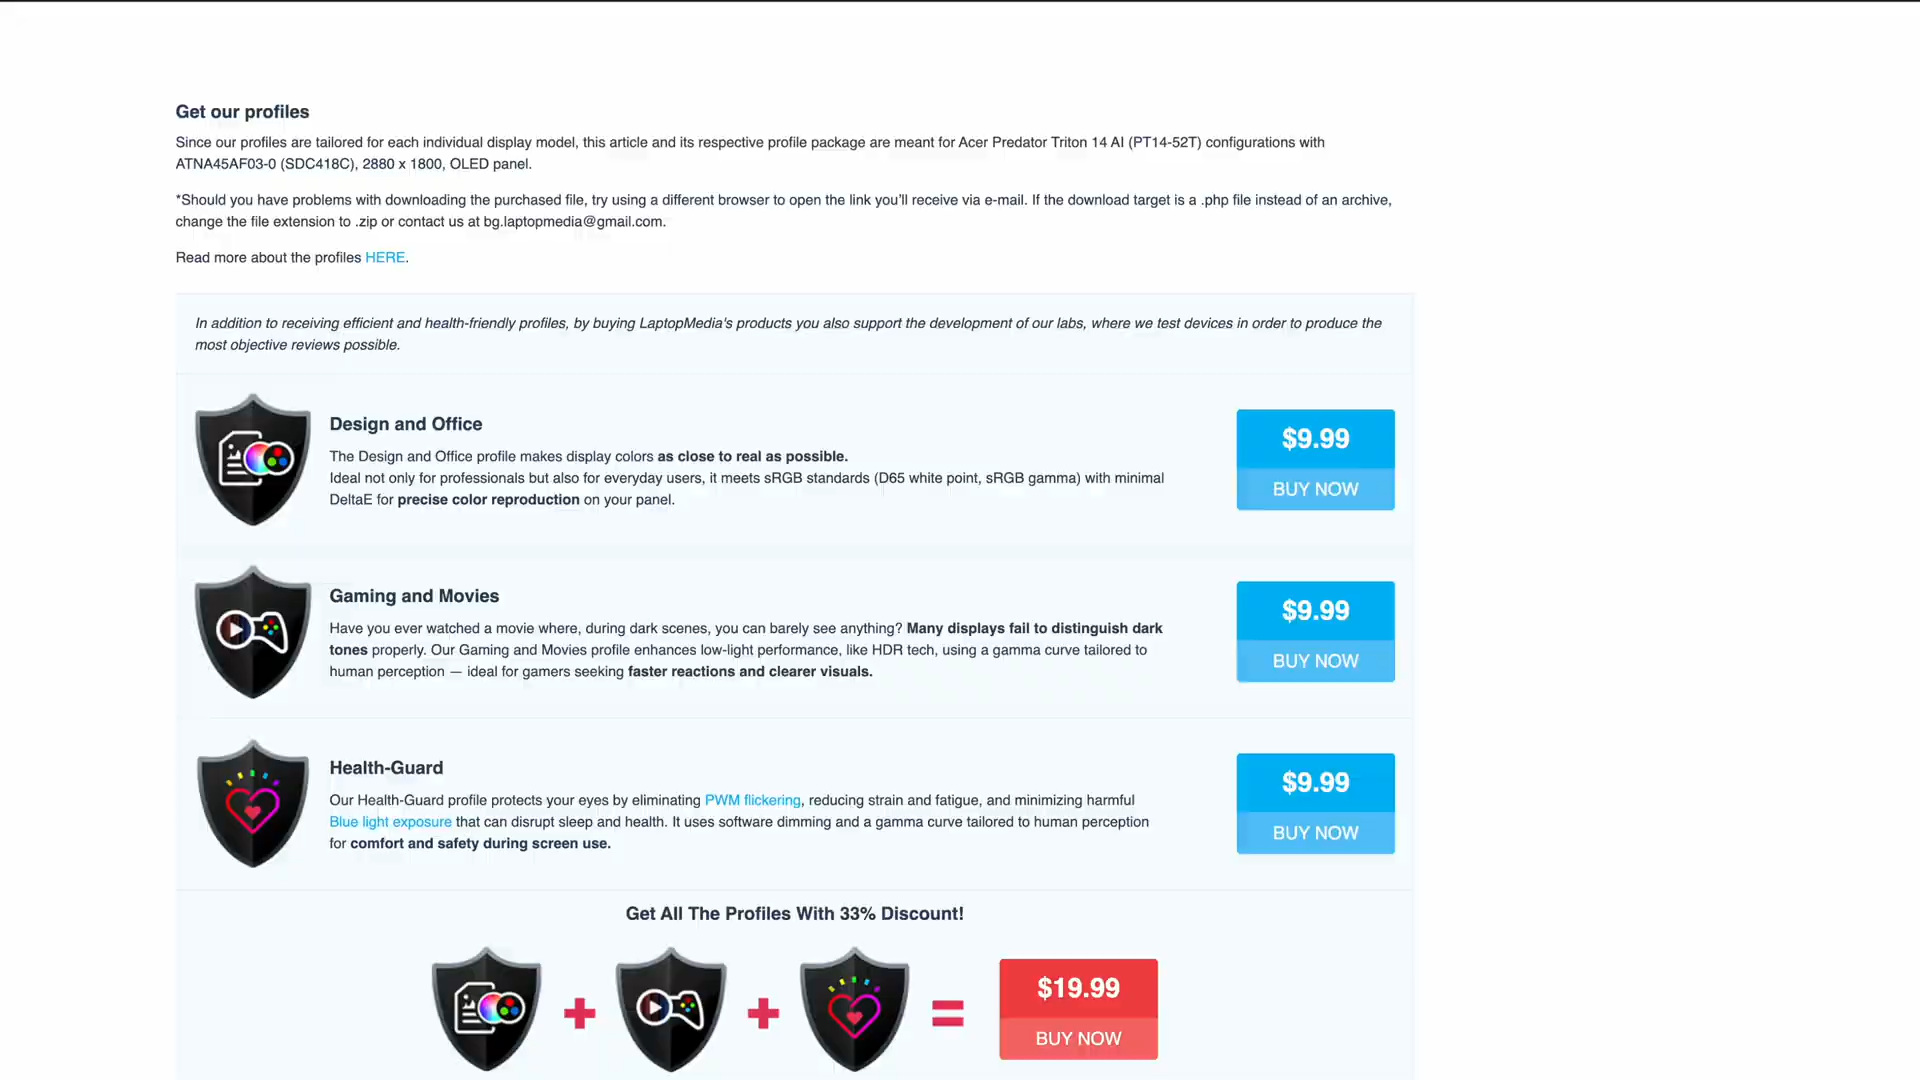 Get our profiles
Since our profiles are tailored for each individual display model, this article and its respective profile package are meant for Acer Predator Triton 14 AI (PT14-52T) configurations with
ATNA45AF03-0 (SDC418C), 2880 x 1800, OLED panel.
*Should you have problems with downloading the purchased file, try using a different browser to open the link you'll receive via e-mail. If the download target is a .php file instead of an archive,
change the file extension to .zip or contact us at bg.laptopmedia@gmail.com.
Read more about the profiles HERE.
In addition to receiving efficient and health-friendly profiles, by buying LaptopMedia's products you also support the development of our labs, where we test devices in order to produce the
most objective reviews possible.
Design and Office
The Design and Office profile makes display colors as close to real as possible.
Ideal not only for professionals but also for everyday users, it meets sRGB standards (D65 white point, sRGB gamma) with minimal
DeltaE for precise color reproduction on your panel.
$9.99
BUY NOW
Gaming and Movies
Have you ever watched a movie where, during dark scenes, you can barely see anything? Many displays fail to distinguish dark
tones properly. Our Gaming and Movies profile enhances low-light performance, like HDR tech, using a gamma curve tailored to
human perception — ideal for gamers seeking faster reactions and clearer visuals.
$9.99
BUY NOW
Health-Guard
Our Health-Guard profile protects your eyes by eliminating PWM flickering, reducing strain and fatigue, and minimizing harmful
Blue light exposure that can disrupt sleep and health. It uses software dimming and a gamma curve tailored to human perception
for comfort and safety during screen use.
$9.99
BUY NOW
Get All The Profiles With 33% Discount!
+ + =
$19.99
BUY NOW